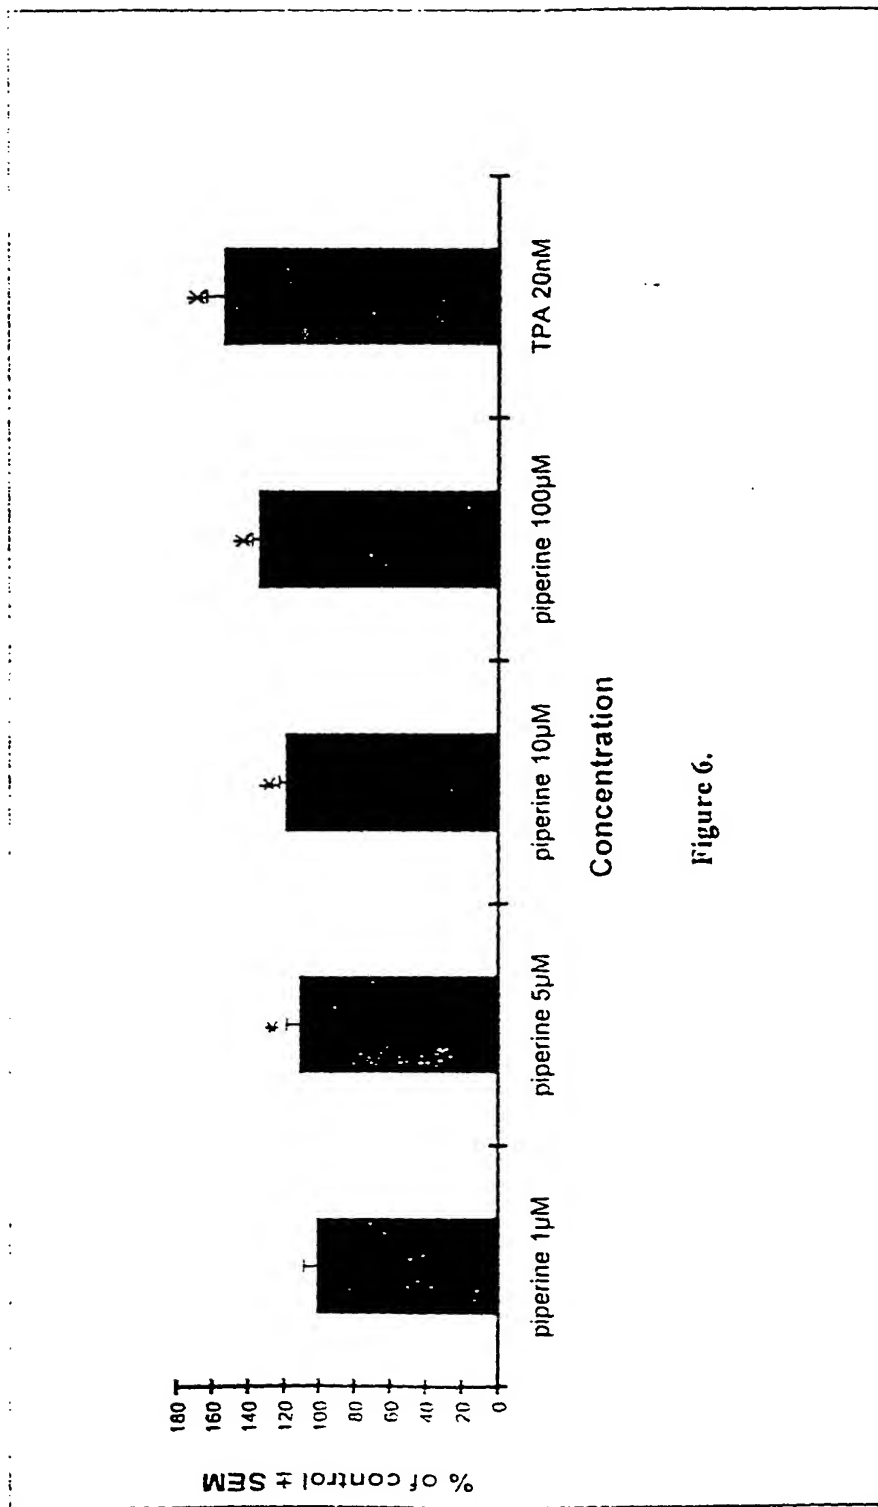 % of control ± SEM
180
160
140
120
100
80
60
40
20
0
piperine 1µM
piperine 5µM
piperine 10µM
piperine 100µM
TPA 20nM
Concentration
Figure 6.